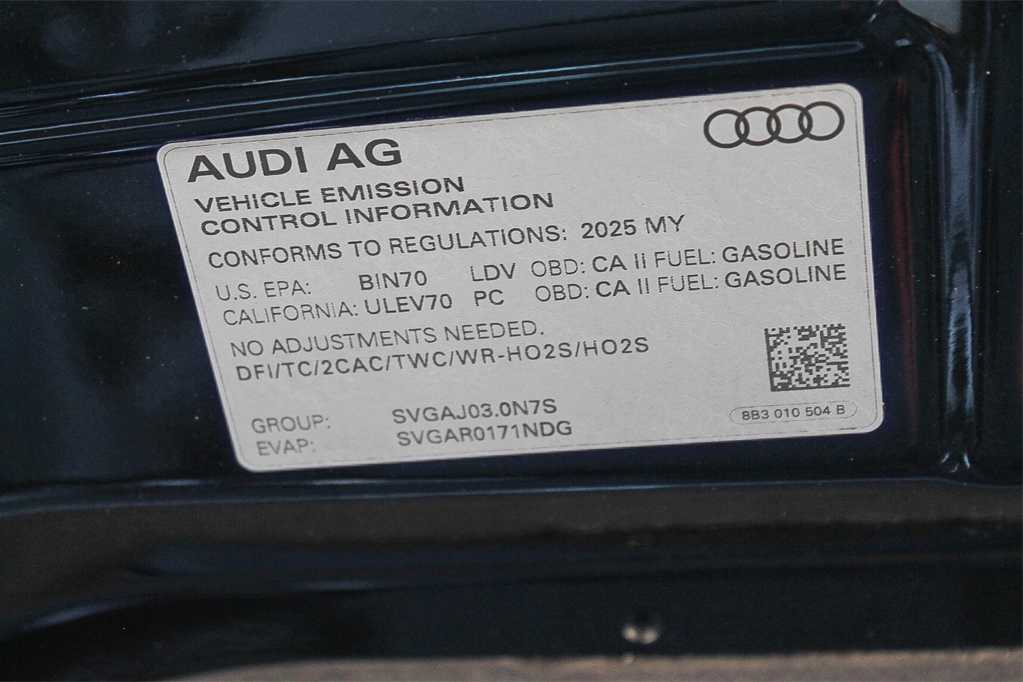 AUDI AG
VEHICLE EMISSION
CONTROL INFORMATION
CONFORMS TO REGULATIONS: 2025 MY
U.S. EPA: BIN70 LDV OBD: CA II FUEL: GASOLINE
CALIFORNIA: ULEV70 PC OBD: CA II FUEL: GASOLINE
NO ADJUSTMENTS NEEDED.
DFI/TC/2CAC/TWC/WR-HO2S/HO2S
GROUP: SVGAJ03.0N7S
EVAP: SVGAR0171NDG
8B3 010 504 B